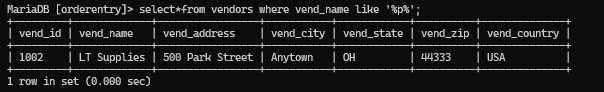 MariaDB [orderentry]> select*from vendors where vend_name like '%p%';
+---------+-------------+-----------------+-----------+------------+----------+--------------+
| vend_id | vend_name   | vend_address    | vend_city | vend_state | vend_zip | vend_country |
+---------+-------------+-----------------+-----------+------------+----------+--------------+
| 1002    | LT Supplies | 500 Park Street | Anytown   | OH         | 44333    | USA          |
+---------+-------------+-----------------+-----------+------------+----------+--------------+
1 row in set (0.000 sec)